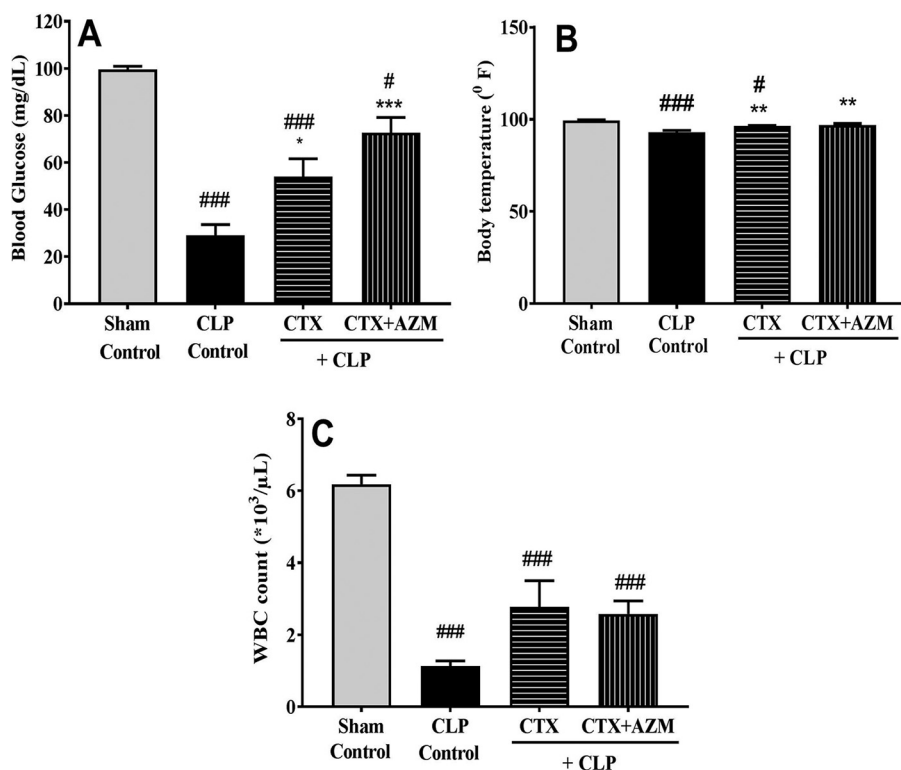 A
Blood Glucose (mg/dL)
120
100
80
60
40
20
0
###
###
*
#
***
Sham
Control
CLP
Control
CTX
CTX+AZM
+ CLP
B
Body temperature (⁰ F)
150
100
50
0
###
#
**
**
Sham
Control
CLP
Control
CTX
CTX+AZM
+ CLP
C
WBC count (*10³/µL)
8
6
4
2
0
###
###
###
Sham
Control
CLP
Control
CTX
CTX+AZM
+ CLP